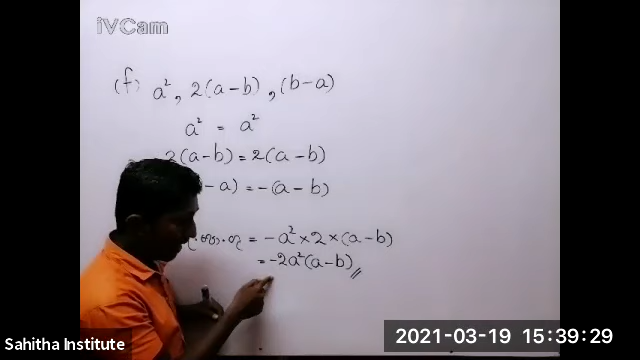 iVCam
(f) a², 2(a-b), (b-a)
a² = a²
2(a-b) = 2(a-b)
-a) = -(a-b)
= -a² × 2 × (a-b)
= -2a²(a-b)
Sahitha Institute
2021-03-19 15:39:29